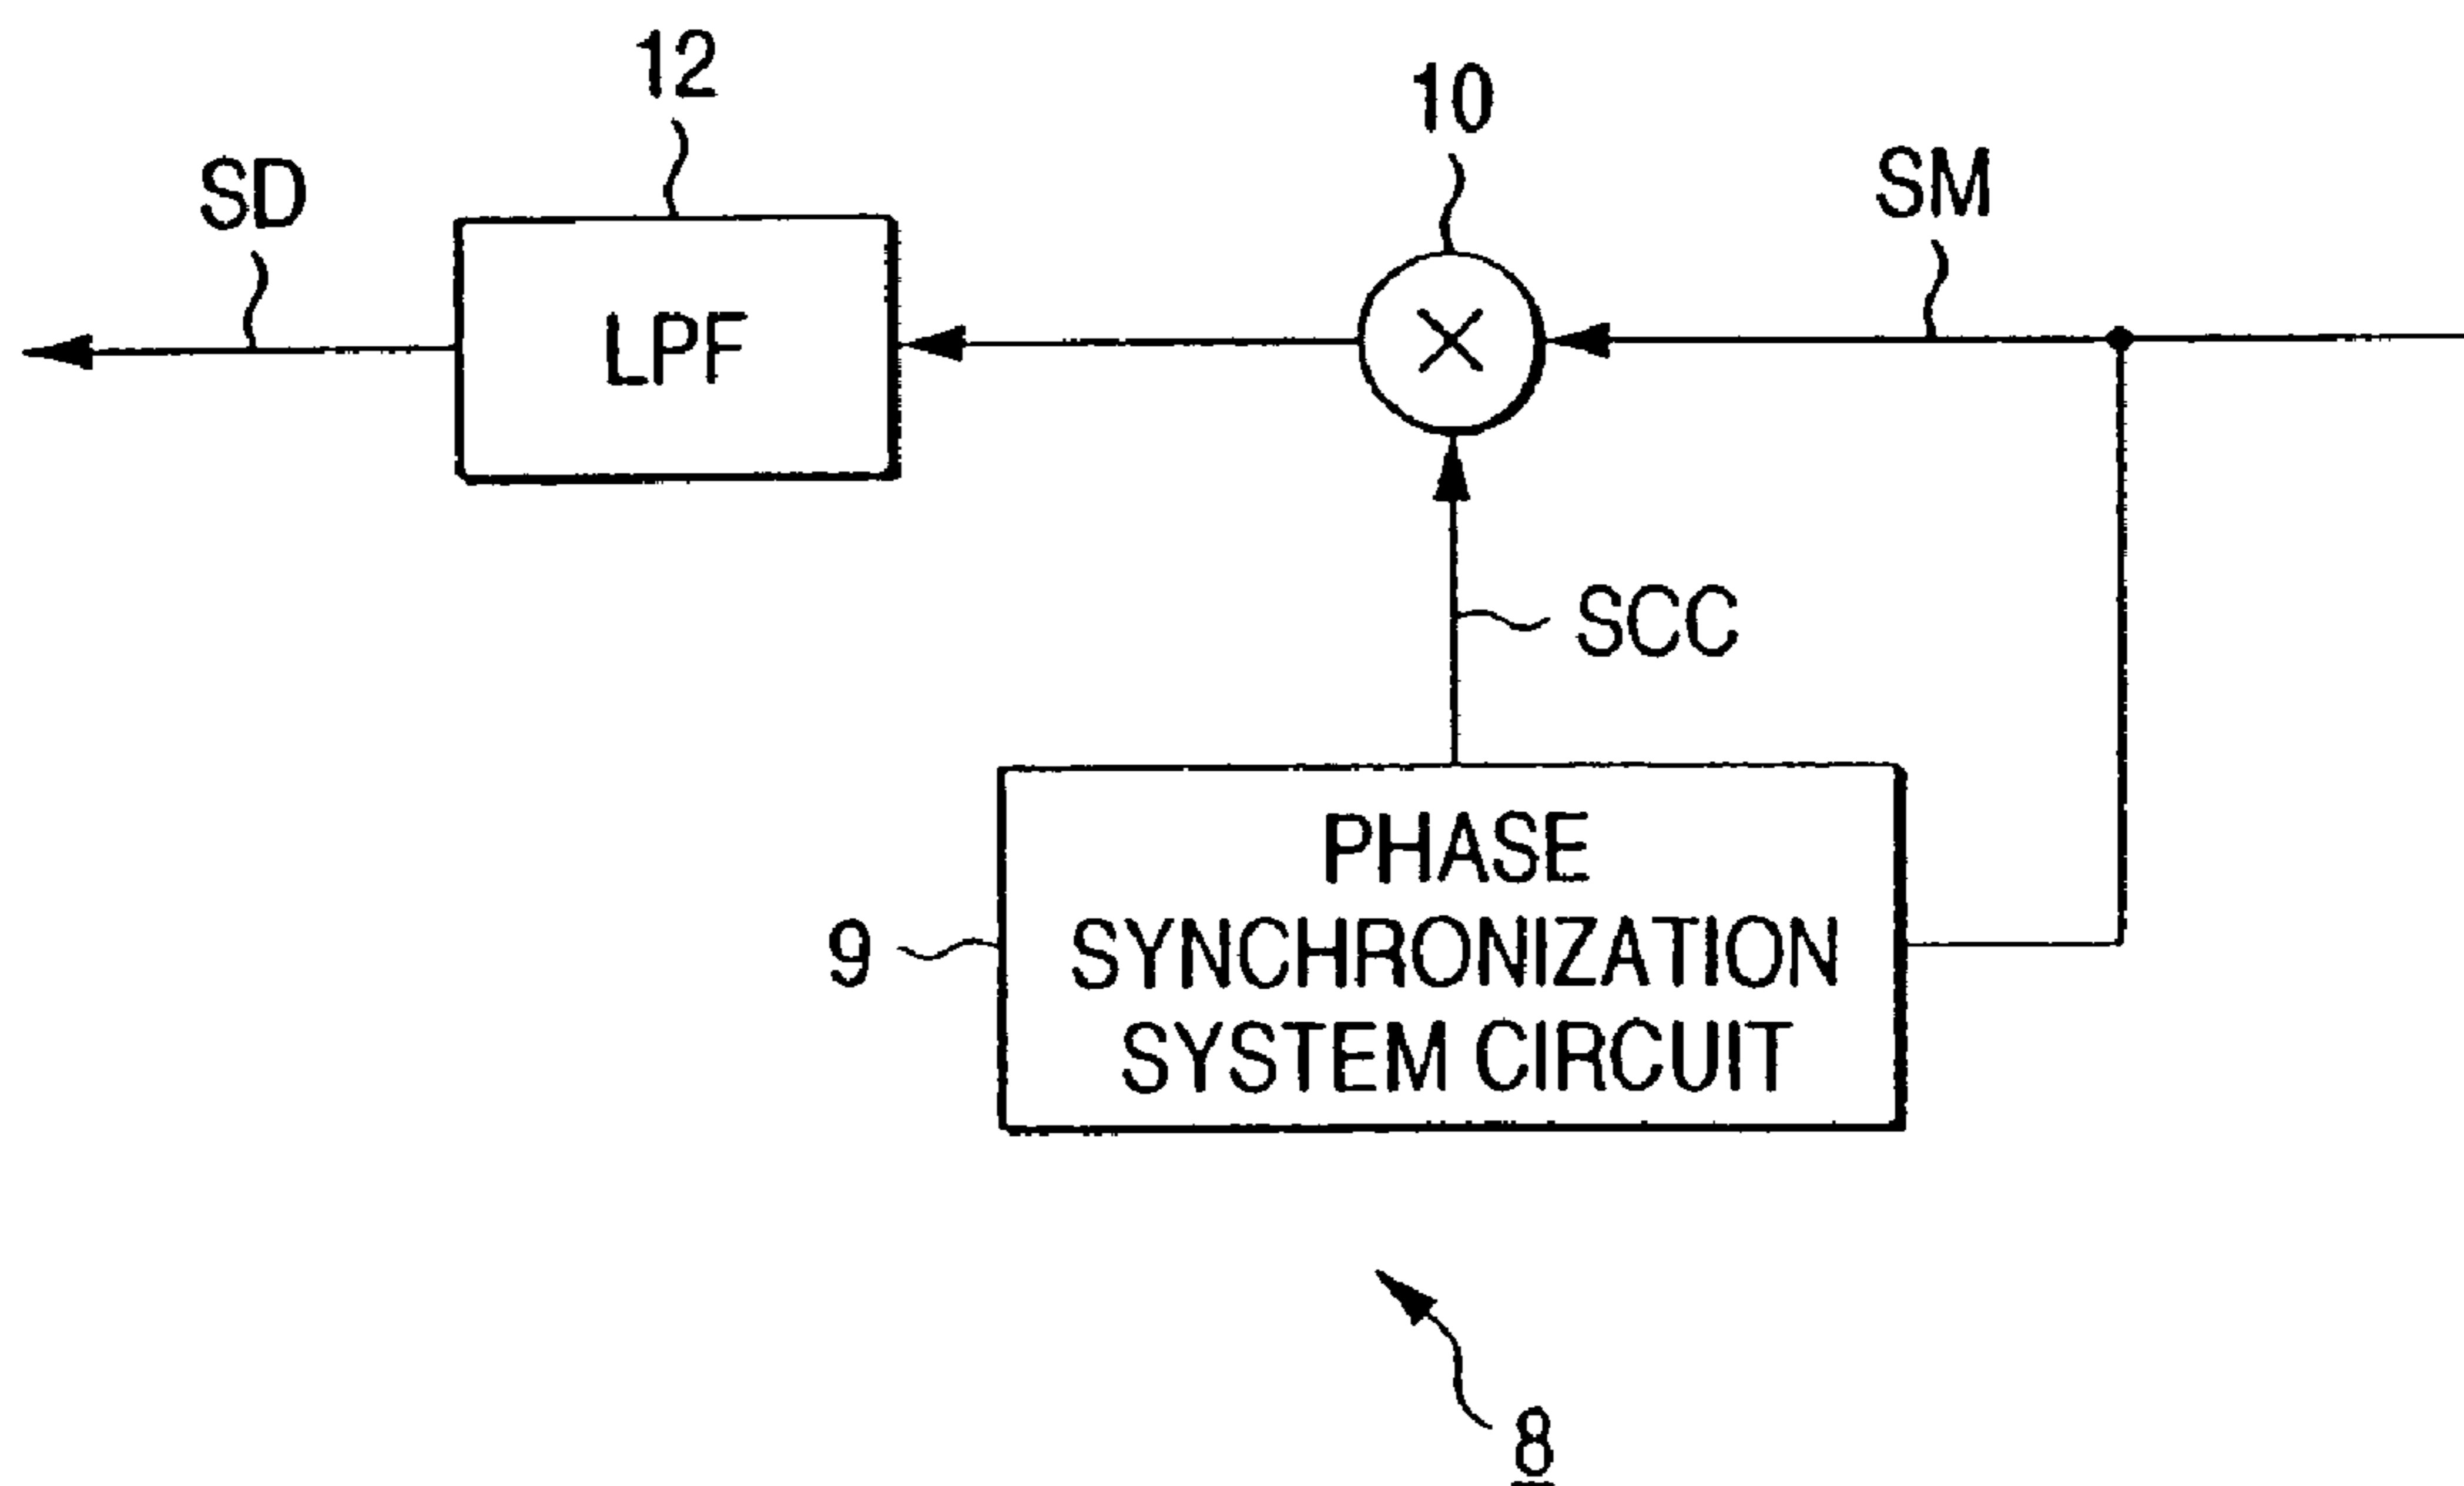 12
10
SD
SM
LPF
SCC
PHASE
SYNCHRONIZATION
SYSTEM CIRCUIT
9
8